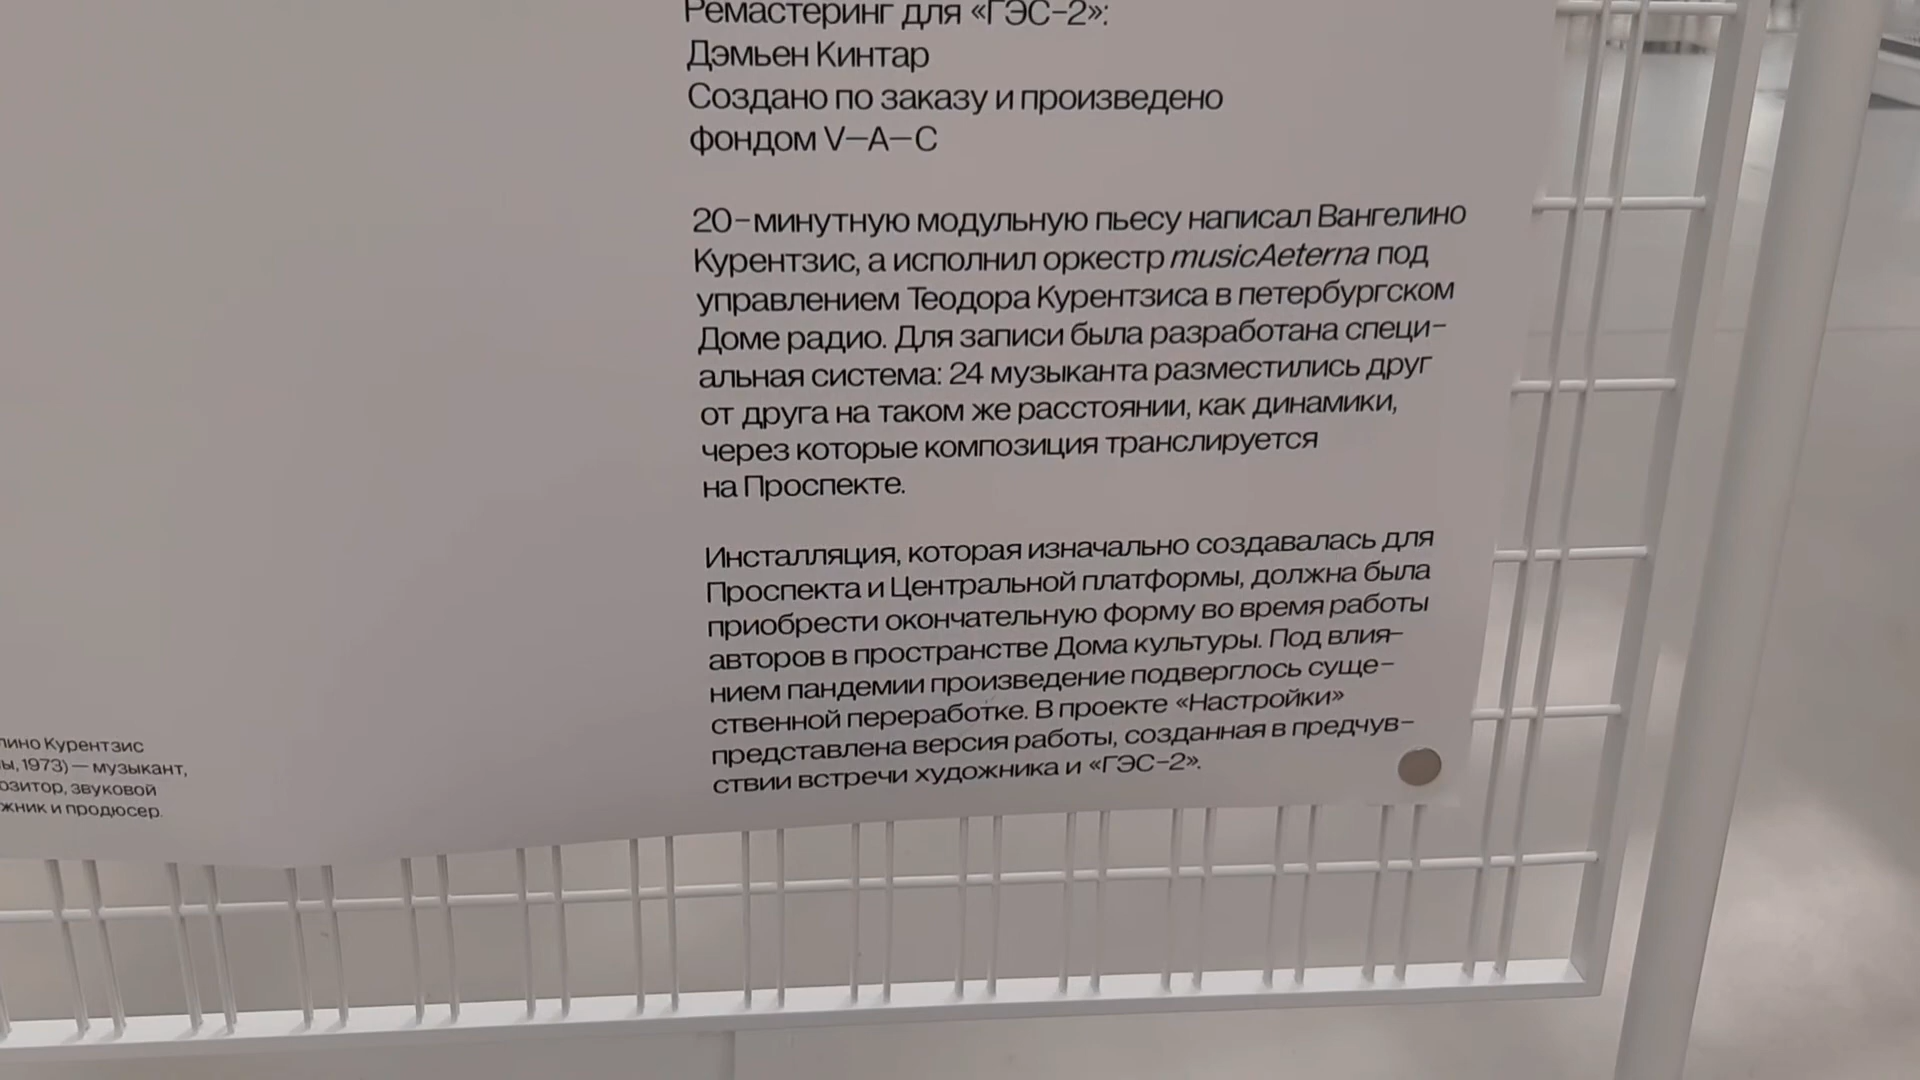 Ремастеринг для «ГЭС-2»:
Дэмьен Кинтар
Создано по заказу и произведено
фондом V—A—C
20-минутную модульную пьесу написал Вангелино
Курентзис, а исполнил оркестр musicAeterna под
управлением Теодора Курентзиса в петербургском
Доме радио. Для записи была разработана специ-
альная система: 24 музыканта разместились друг
от друга на таком же расстоянии, как динамики,
через которые композиция транслируется
на Проспекте.
Инсталляция, которая изначально создавалась для
Проспекта и Центральной платформы, должна была
приобрести окончательную форму во время работы
авторов в пространстве Дома культуры. Под влия-
нием пандемии произведение подверглось суще-
ственной переработке. В проекте «Настройки»
представлена версия работы, созданная в предчув-
ствии встречи художника и «ГЭС-2».
Курентзис
1973) — музыкант,
звуковой
и продюсер.